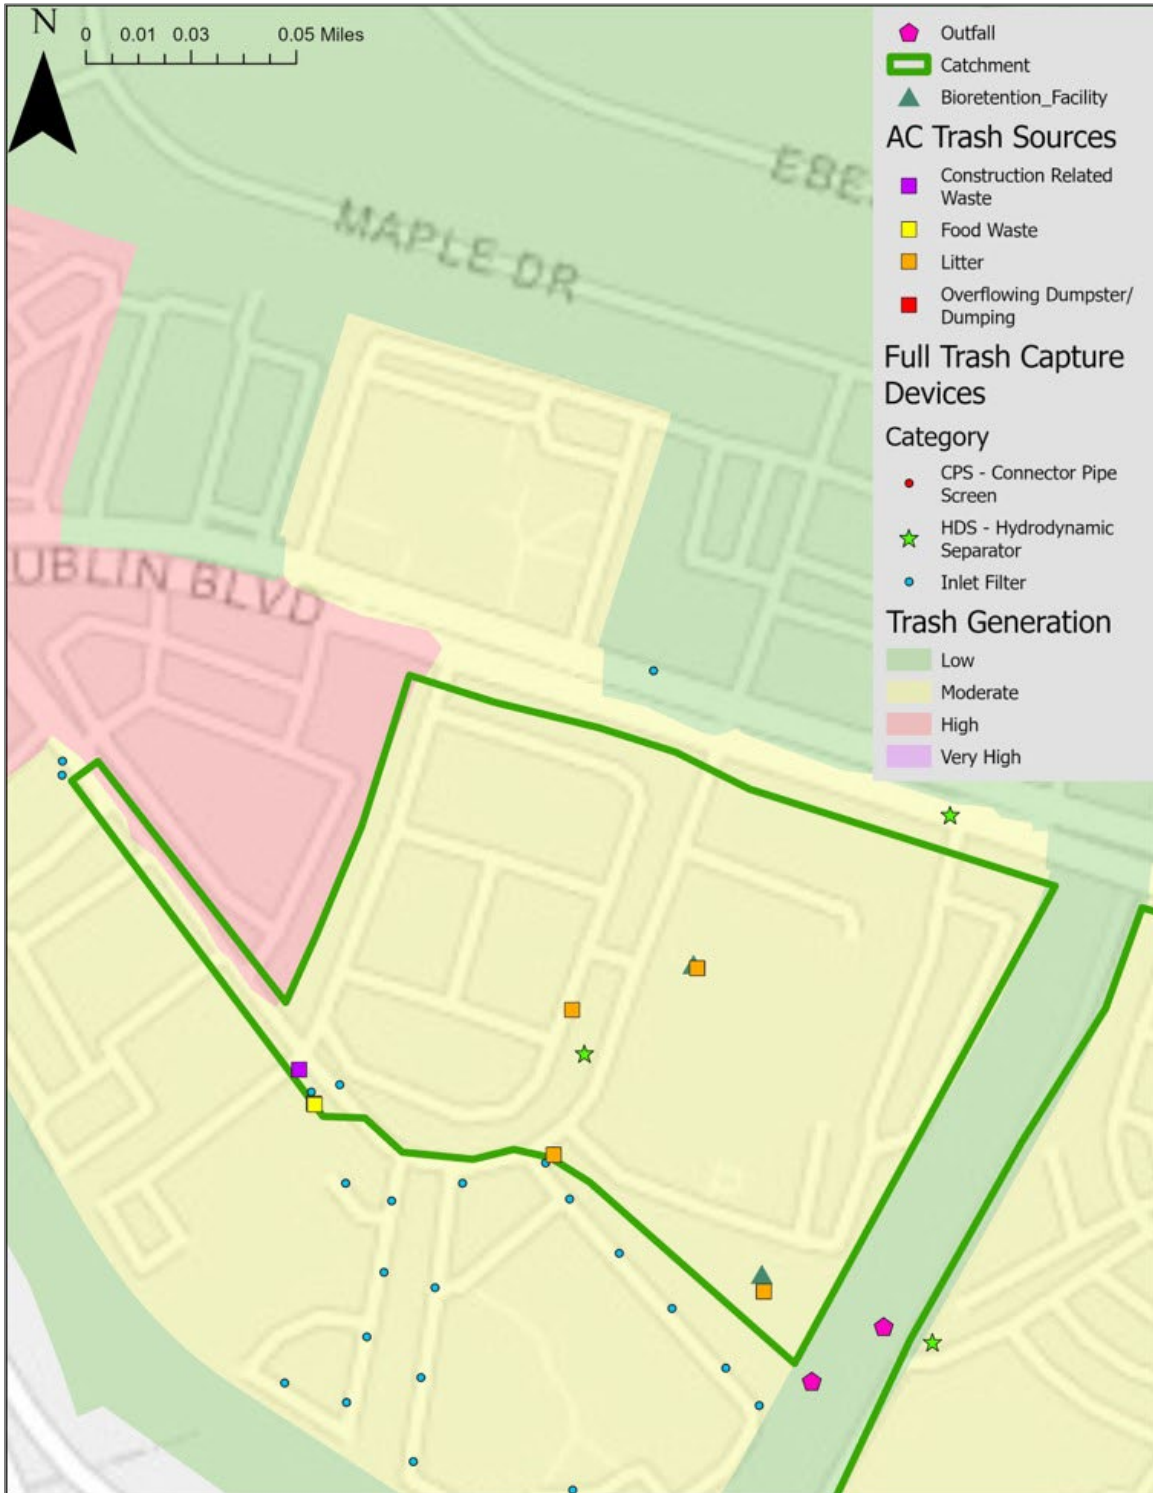 N
0 0.01 0.03 0.05 Miles
Outfall
Catchment
Bioretention_Facility
AC Trash Sources
Construction Related
Waste
Food Waste
Litter
Overflowing Dumpster/
Dumping
Full Trash Capture
Devices
Category
CPS - Connector Pipe
Screen
HDS - Hydrodynamic
Separator
Inlet Filter
Trash Generation
Low
Moderate
High
Very High
EBE
MAPLE DR
UBLIN BLVD